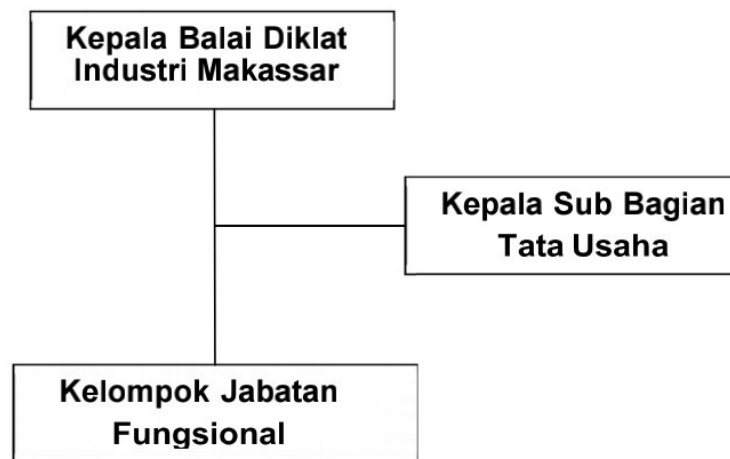 Kepala Balai Diklat
Industri Makassar
Kepala Sub Bagian
Tata Usaha
Kelompok Jabatan
Fungsional